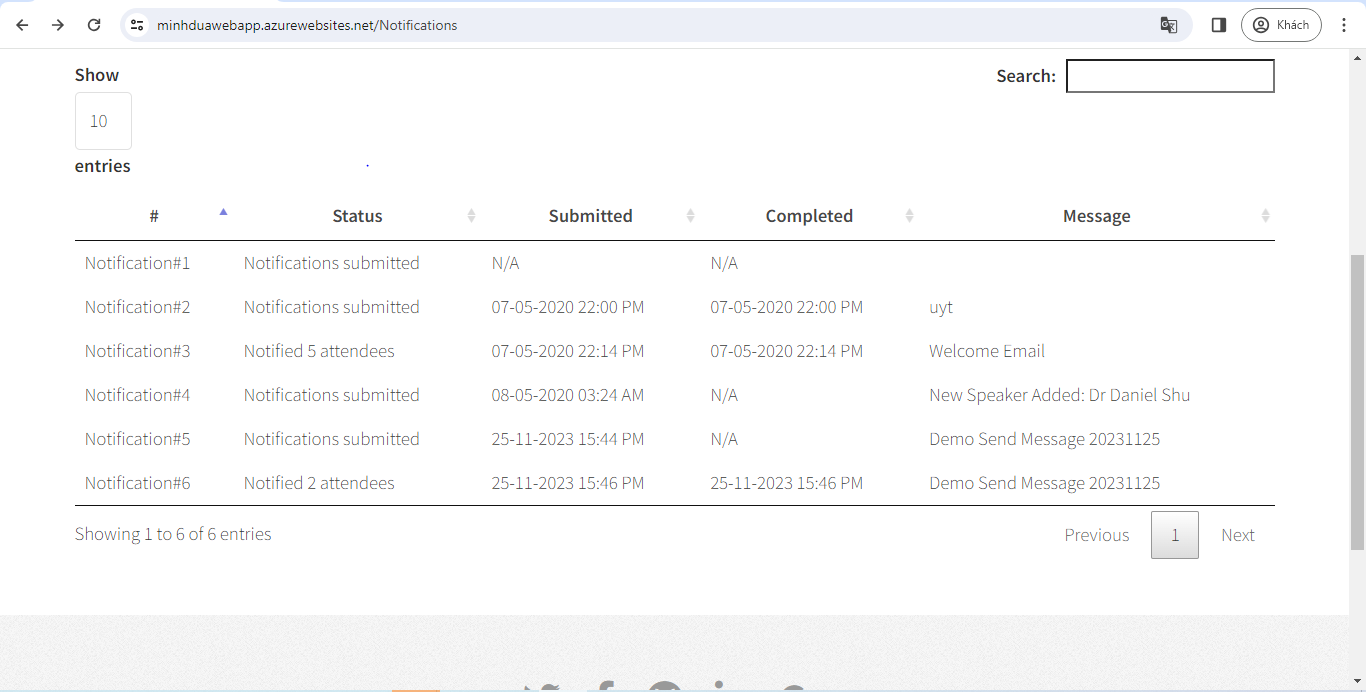 minhduawebapp.azurewebsites.net/Notifications
Khách
Show
Search:
10
entries
# Status Submitted Completed Message
Notification#1 Notifications submitted N/A N/A
Notification#2 Notifications submitted 07-05-2020 22:00 PM 07-05-2020 22:00 PM uyt
Notification#3 Notified 5 attendees 07-05-2020 22:14 PM 07-05-2020 22:14 PM Welcome Email
Notification#4 Notifications submitted 08-05-2020 03:24 AM N/A New Speaker Added: Dr Daniel Shu
Notification#5 Notifications submitted 25-11-2023 15:44 PM N/A Demo Send Message 20231125
Notification#6 Notified 2 attendees 25-11-2023 15:46 PM 25-11-2023 15:46 PM Demo Send Message 20231125
Showing 1 to 6 of 6 entries
Previous 1 Next